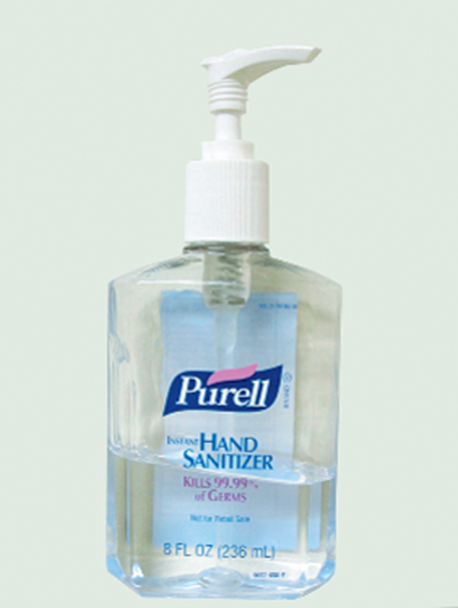 Purell
INSTANT HAND
SANITIZER
KILLS 99.99%
of GERMS
Not for Retail Sale
8 FL OZ (236 mL)